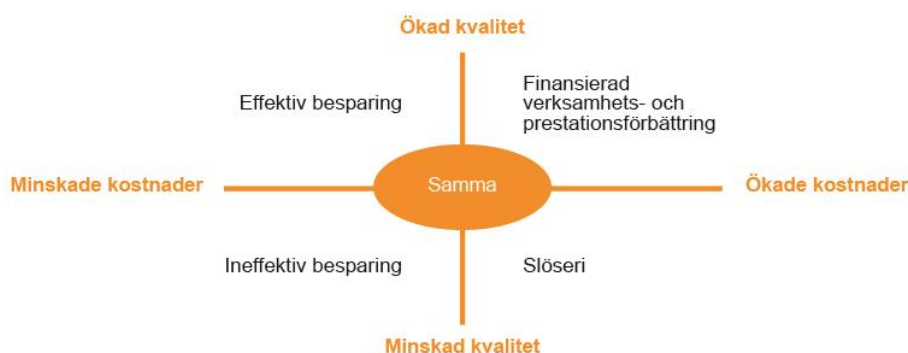 Ökad kvalitet
Effektiv besparing
Finansierad
verksamhets- och
prestationsförbättring
Minskade kostnader
Samma
Ökade kostnader
Ineffektiv besparing
Slöseri
Minskad kvalitet